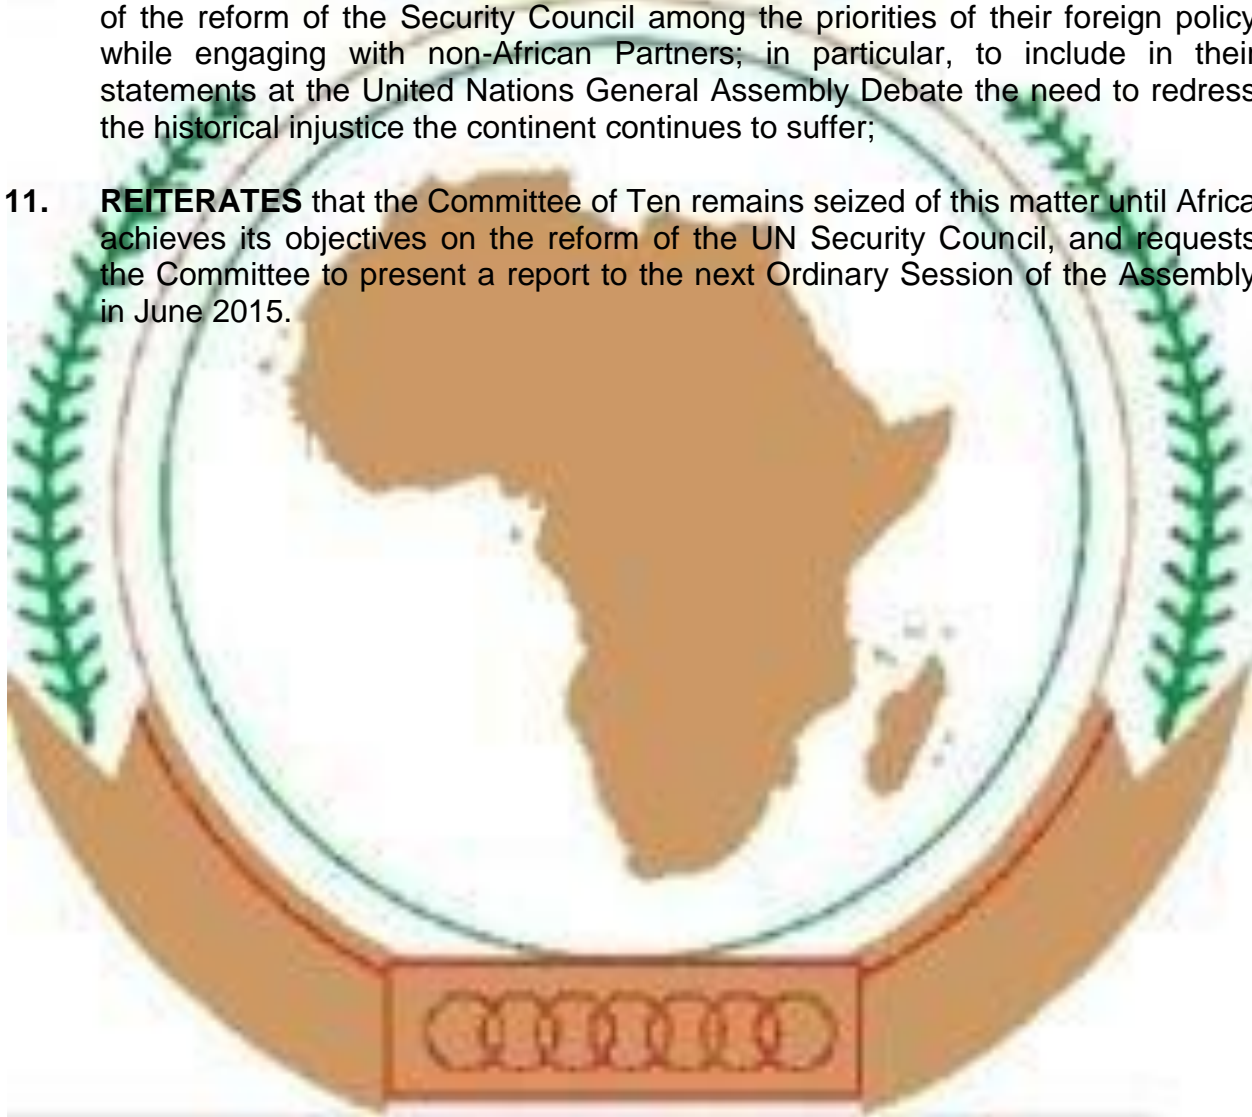 of the reform of the Security Council among the priorities of their foreign policy
while engaging with non-African Partners; in particular, to include in their
statements at the United Nations General Assembly Debate the need to redress
the historical injustice the continent continues to suffer;
11. REITERATES that the Committee of Ten remains seized of this matter until Africa
achieves its objectives on the reform of the UN Security Council, and requests
the Committee to present a report to the next Ordinary Session of the Assembly
in June 2015.